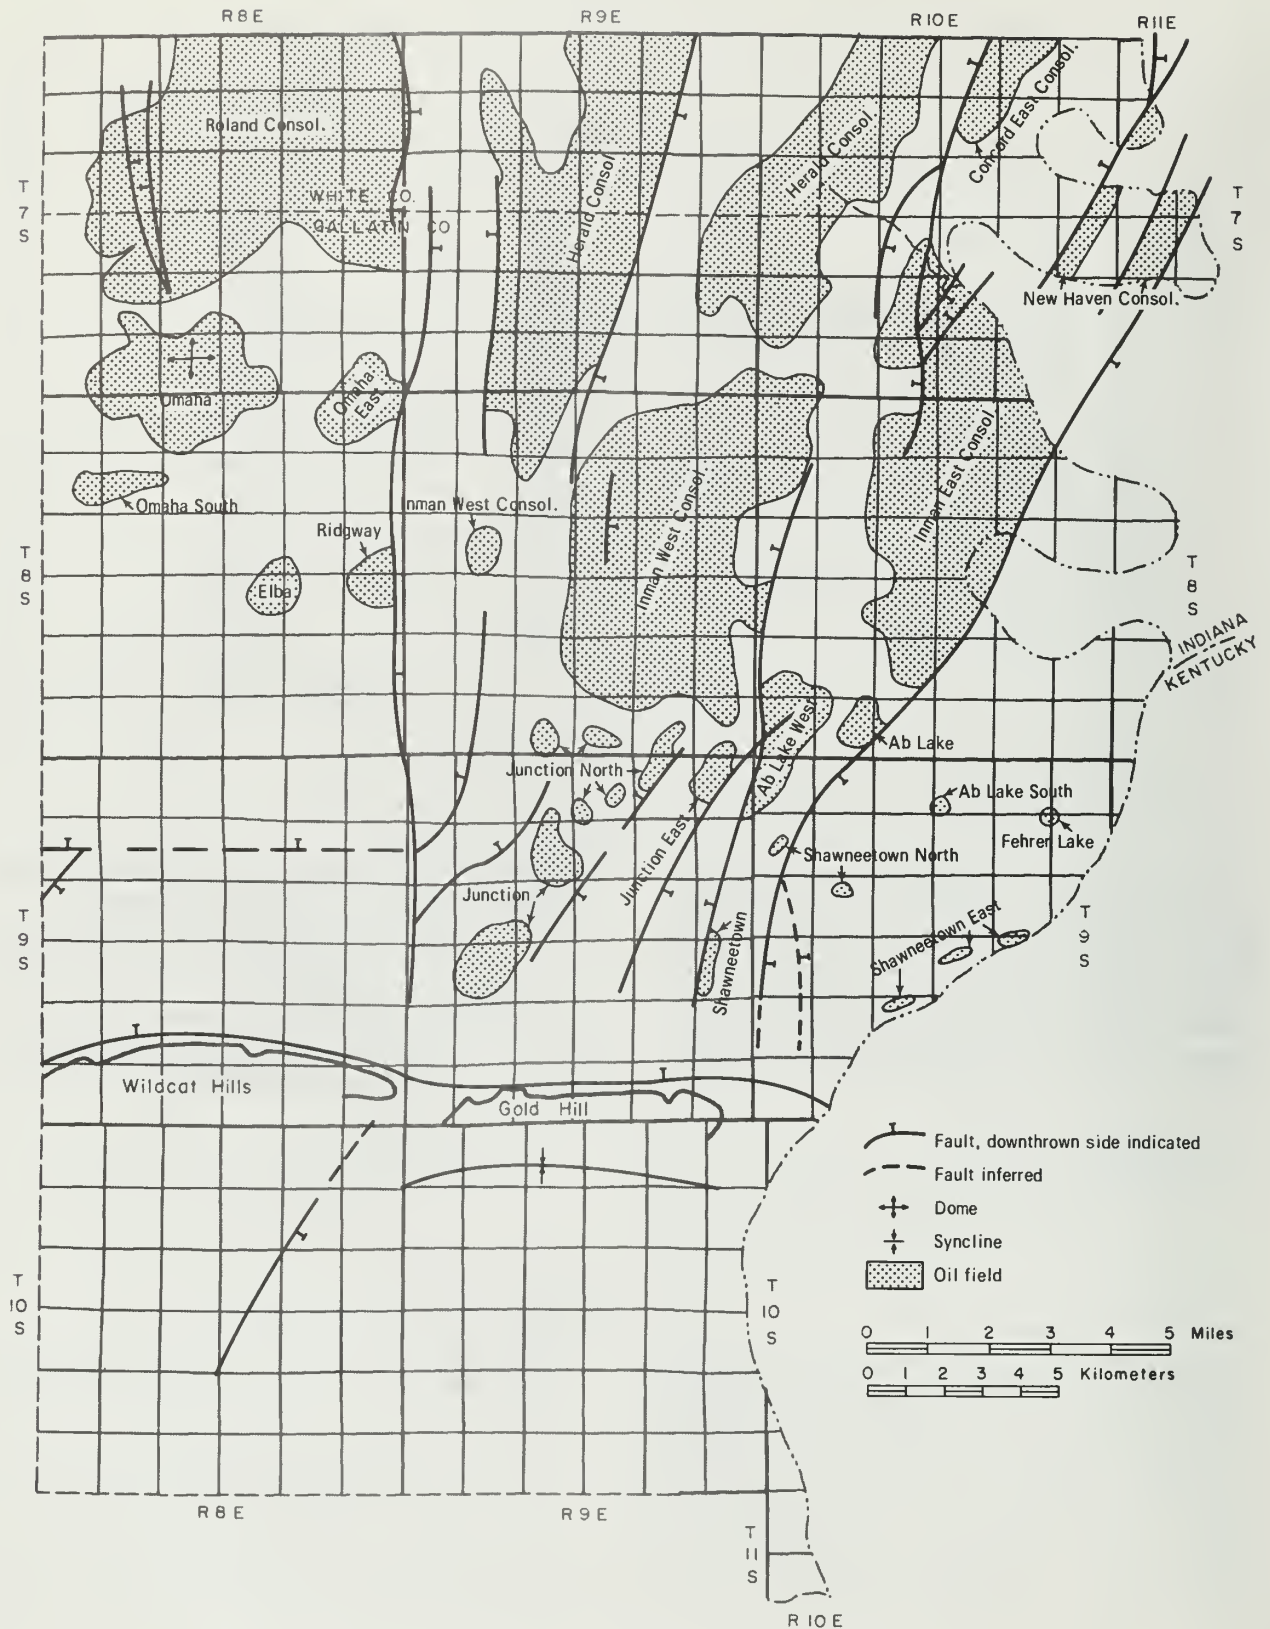 R8E
R9E
R10E
R11E
Roland Consol.
Herald Consol.
Herald Consol.
Concord East Consol.
WHITE CO.
GALLATIN CO
T
7
S
T
7
S
New Haven Consol.
Omaha
Omaha
East
Omaha South
Inman West Consol.
Ridgway
Elba
Inman West Consol.
Inman East Consol.
T
8
S
T
8
S
INDIANA
KENTUCKY
Ab Lake West
Ab Lake
Junction North
Ab Lake South
Fehrer Lake
Junction East
Shawneetown North
Junction
Shawneetown
Shawneetown East
T
9
S
T
9
S
Wildcat Hills
Gold Hill
Fault, downthrown side indicated
Fault inferred
Dome
Syncline
Oil field
T
10
S
T
10
S
0 1 2 3 4 5 Miles
0 1 2 3 4 5 Kilometers
R8E
R9E
T
11
S
R10E